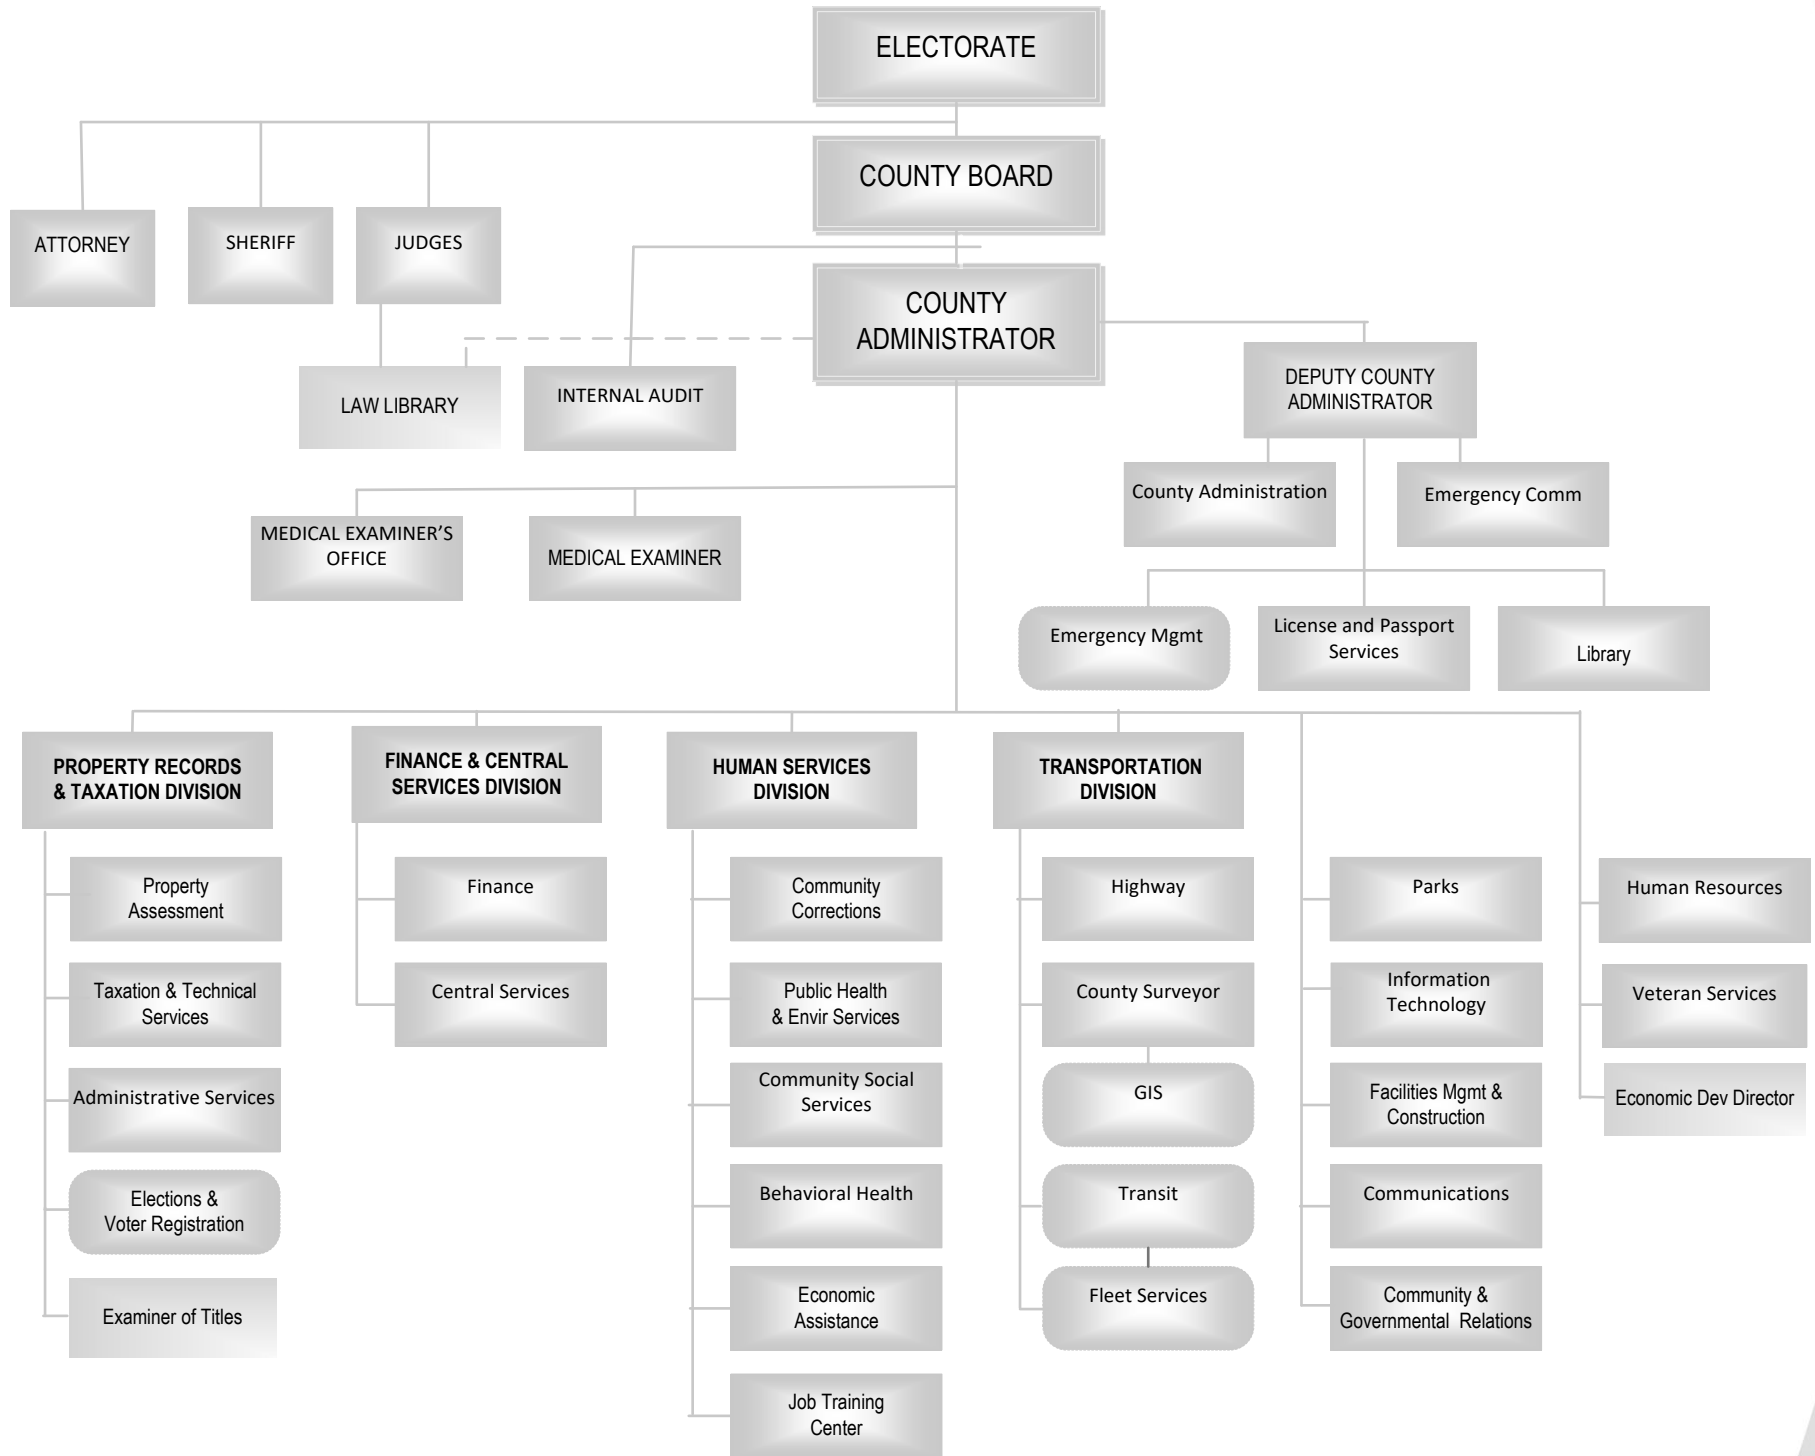 ELECTORATE
COUNTY BOARD
ATTORNEY
SHERIFF
JUDGES
COUNTY
ADMINISTRATOR
LAW LIBRARY
INTERNAL AUDIT
DEPUTY COUNTY
ADMINISTRATOR
County Administration
Emergency Comm
MEDICAL EXAMINER’S
OFFICE
MEDICAL EXAMINER
Emergency Mgmt
License and Passport
Services
Library
PROPERTY RECORDS
& TAXATION DIVISION
FINANCE & CENTRAL
SERVICES DIVISION
HUMAN SERVICES
DIVISION
TRANSPORTATION
DIVISION
Property
Assessment
Taxation & Technical
Services
Administrative Services
Elections &
Voter Registration
Examiner of Titles
Finance
Central Services
Community
Corrections
Public Health
& Envir Services
Community Social
Services
Behavioral Health
Economic
Assistance
Job Training
Center
Highway
County Surveyor
GIS
Transit
Fleet Services
Parks
Information
Technology
Facilities Mgmt &
Construction
Communications
Community &
Governmental Relations
Human Resources
Veteran Services
Economic Dev Director